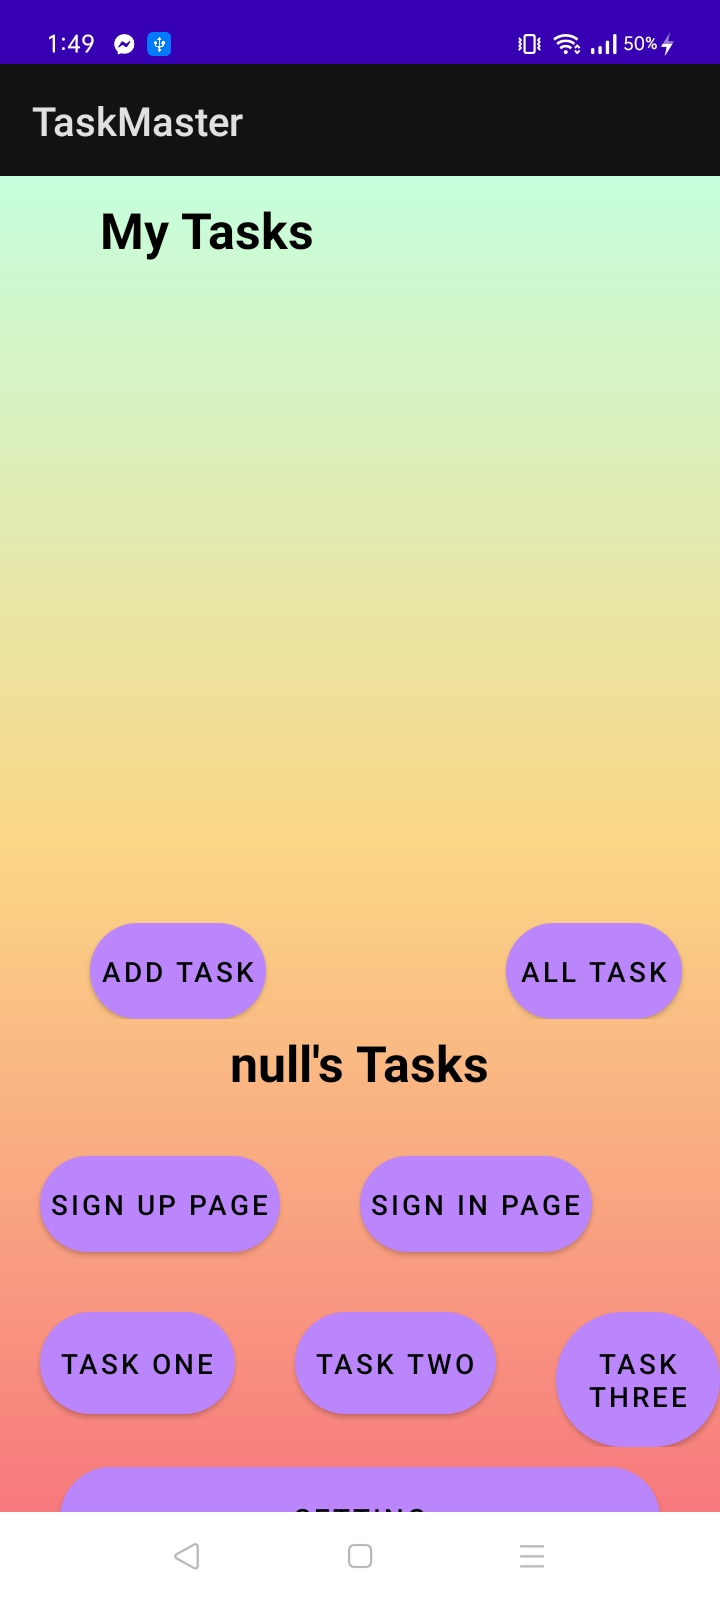 1:49 50%
TaskMaster
My Tasks
ADD TASK ALL TASK
null's Tasks
SIGN UP PAGE SIGN IN PAGE
TASK ONE TASK TWO TASK THREE
SETTING